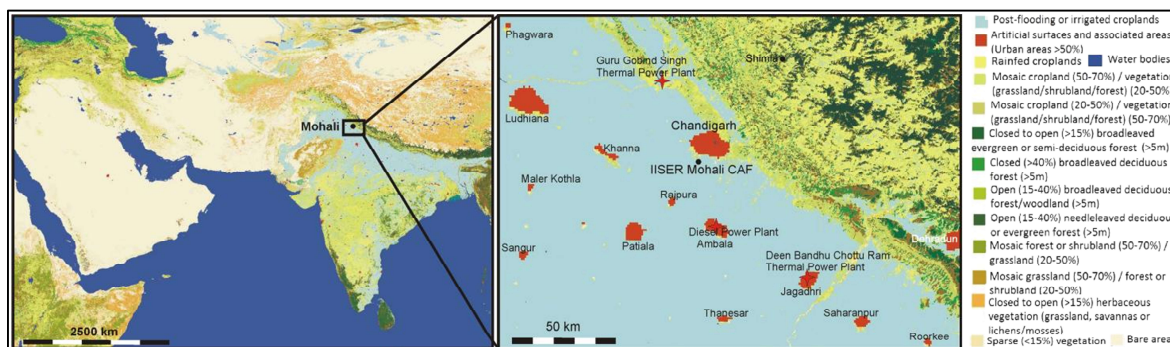 Mohali
2500 km
Phagwara
Guru Gobind Singh
Thermal Power Plant
Shimla
Ludhiana
Chandigarh
Khanna
IISER Mohali CAF
Maler Kothla
Rajpura
Patiala
Diesel Power Plant
Ambala
Sangur
Deen Bandhu Chottu Ram
Thermal Power Plant
Jagadhri
Dehradun
Thanesar
Saharanpur
Roorkee
50 km
Post-flooding or irrigated croplands
Artificial surfaces and associated areas
(Urban areas >50%)
Rainfed croplands
Water bodies
Mosaic cropland (50-70%) / vegetation
(grassland/shrubland/forest) (20-50%
Mosaic cropland (20-50%) / vegetation
(grassland/shrubland/forest) (50-70%)
Closed to open (>15%) broadleaved
evergreen or semi-deciduous forest (>5m)
Closed (>40%) broadleaved deciduous
forest (>5m)
Open (15-40%) broadleaved deciduous
forest/woodland (>5m)
Open (15-40%) needleleaved deciduous
or evergreen forest (>5m)
Mosaic forest or shrubland (50-70%) /
grassland (20-50%)
Mosaic grassland (50-70%) / forest or
shrubland (20-50%)
Closed to open (>15%) herbaceous
vegetation (grassland, savannas or
lichens/mosses)
Sparse (<15%) vegetation
Bare area